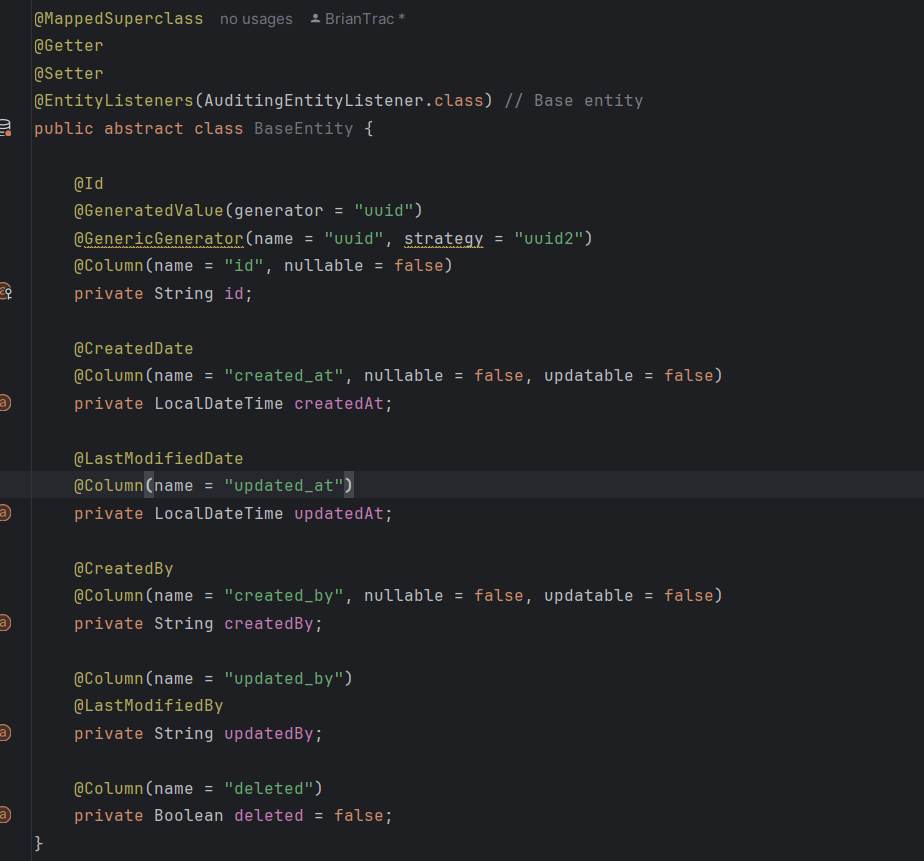 @MappedSuperclass no usages BrianTrac *
@Getter
@Setter
@EntityListeners(AuditingEntityListener.class) // Base entity
public abstract class BaseEntity {
@Id
@GeneratedValue(generator = "uuid")
@GenericGenerator(name = "uuid", strategy = "uuid2")
@Column(name = "id", nullable = false)
private String id;
@CreatedDate
@Column(name = "created_at", nullable = false, updatable = false)
private LocalDateTime createdAt;
@LastModifiedDate
@Column(name = "updated_at")
private LocalDateTime updatedAt;
@CreatedBy
@Column(name = "created_by", nullable = false, updatable = false)
private String createdBy;
@Column(name = "updated_by")
@LastModifiedBy
private String updatedBy;
@Column(name = "deleted")
private Boolean deleted = false;
}